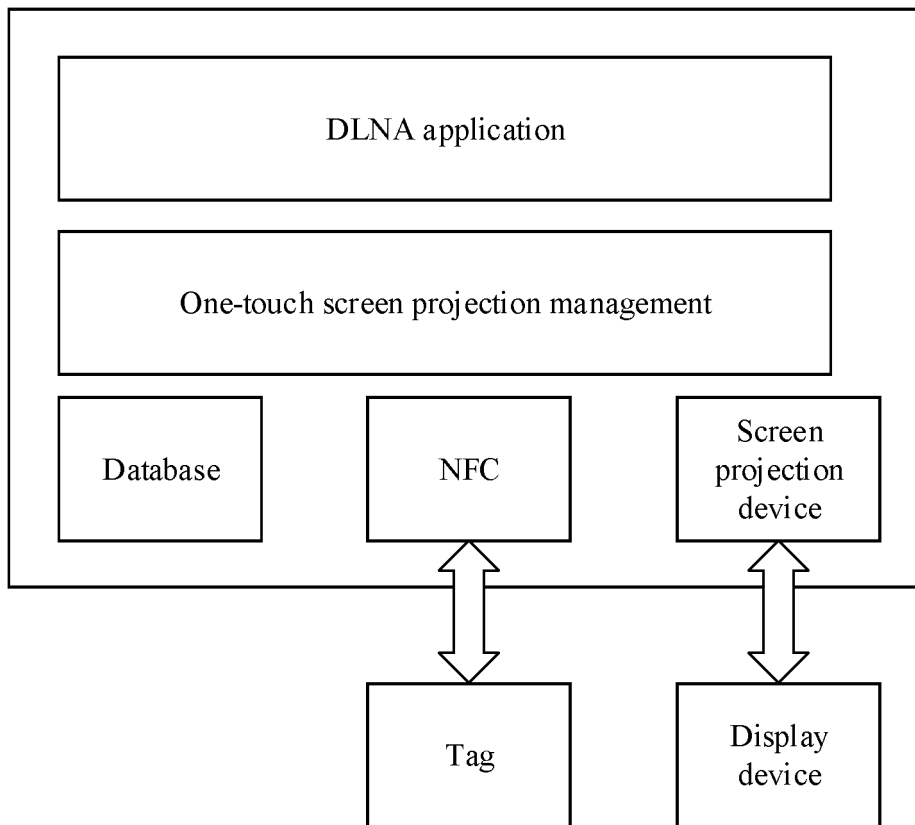 DLNA application
One-touch screen projection management
Database
NFC
Screen
projection
device
Tag
Display
device